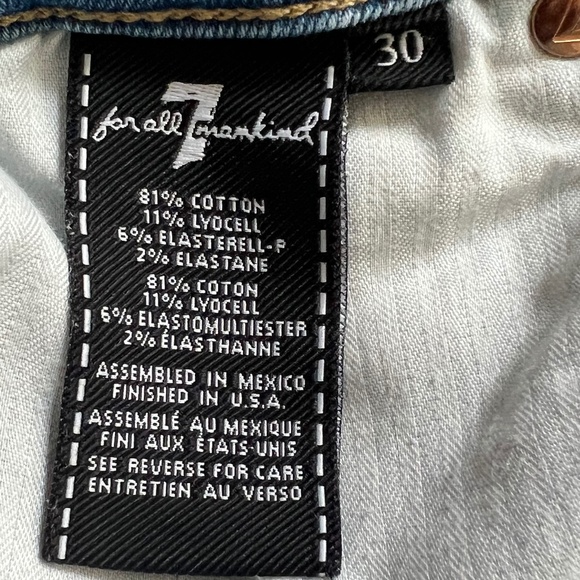 30
for all 7 mankind
81% COTTON
11% LYOCELL
6% ELASTERELL-P
2% ELASTANE
81% COTON
11% LYOCELL
6% ELASTOMULTIESTER
2% ÉLASTHANNE
ASSEMBLED IN MEXICO
FINISHED IN U.S.A.
ASSEMBLÉ AU MEXIQUE
FINI AUX ÉTATS-UNIS
SEE REVERSE FOR CARE
ENTRETIEN AU VERSO